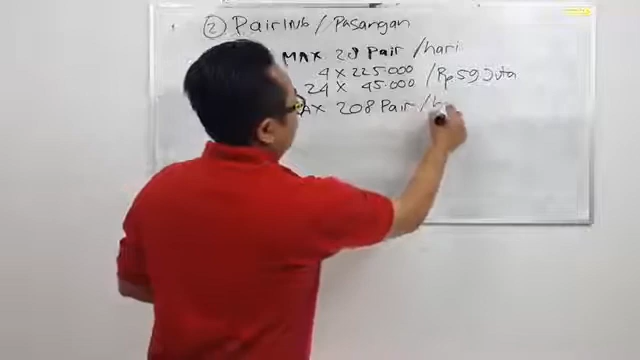 ② Pairing / Pasangan
MAX 28 Pair / hari
4 x 225.000
24 x 45.000 / Rp 59 Juta
AX 208 Pair / h